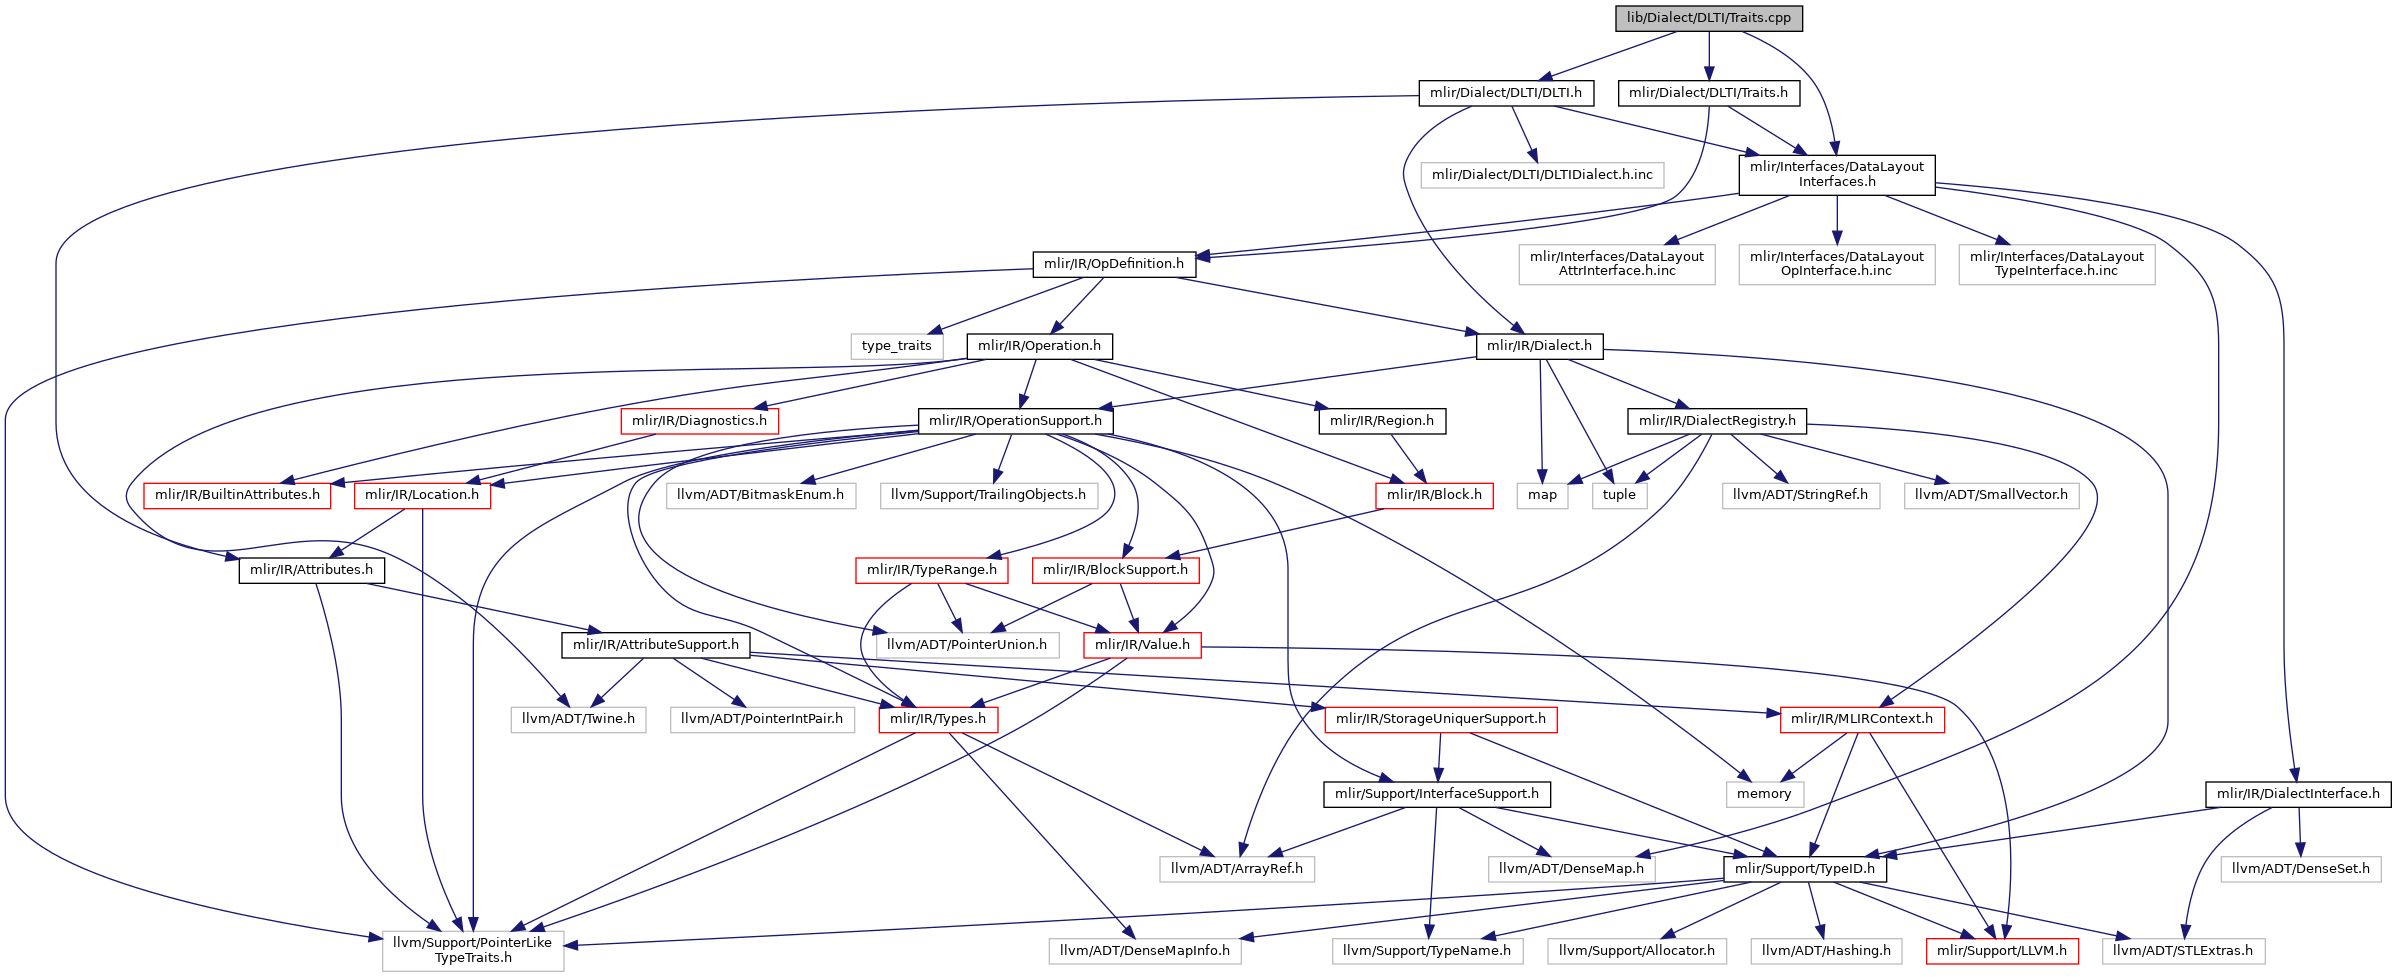 lib/Dialect/DLTI/Traits.cpp
mlir/Dialect/DLTI/DLTI.h
mlir/Dialect/DLTI/Traits.h
mlir/Dialect/DLTI/DLTIDialect.h.inc
mlir/Interfaces/DataLayout
Interfaces.h
mlir/IR/OpDefinition.h
mlir/Interfaces/DataLayout
AttrInterface.h.inc
mlir/Interfaces/DataLayout
OpInterface.h.inc
mlir/Interfaces/DataLayout
TypeInterface.h.inc
type_traits
mlir/IR/Operation.h
mlir/IR/Dialect.h
mlir/IR/Diagnostics.h
mlir/IR/OperationSupport.h
mlir/IR/Region.h
mlir/IR/DialectRegistry.h
mlir/IR/BuiltinAttributes.h
mlir/IR/Location.h
llvm/ADT/BitmaskEnum.h
llvm/Support/TrailingObjects.h
mlir/IR/Block.h
map
tuple
llvm/ADT/StringRef.h
llvm/ADT/SmallVector.h
mlir/IR/Attributes.h
mlir/IR/TypeRange.h
mlir/IR/BlockSupport.h
mlir/IR/AttributeSupport.h
llvm/ADT/PointerUnion.h
mlir/IR/Value.h
llvm/ADT/Twine.h
llvm/ADT/PointerIntPair.h
mlir/IR/Types.h
mlir/IR/StorageUniquerSupport.h
mlir/IR/MLIRContext.h
mlir/Support/InterfaceSupport.h
memory
mlir/IR/DialectInterface.h
llvm/ADT/ArrayRef.h
llvm/ADT/DenseMap.h
mlir/Support/TypeID.h
llvm/ADT/DenseSet.h
llvm/Support/PointerLike
TypeTraits.h
llvm/ADT/DenseMapInfo.h
llvm/Support/TypeName.h
llvm/Support/Allocator.h
llvm/ADT/Hashing.h
mlir/Support/LLVM.h
llvm/ADT/STLExtras.h